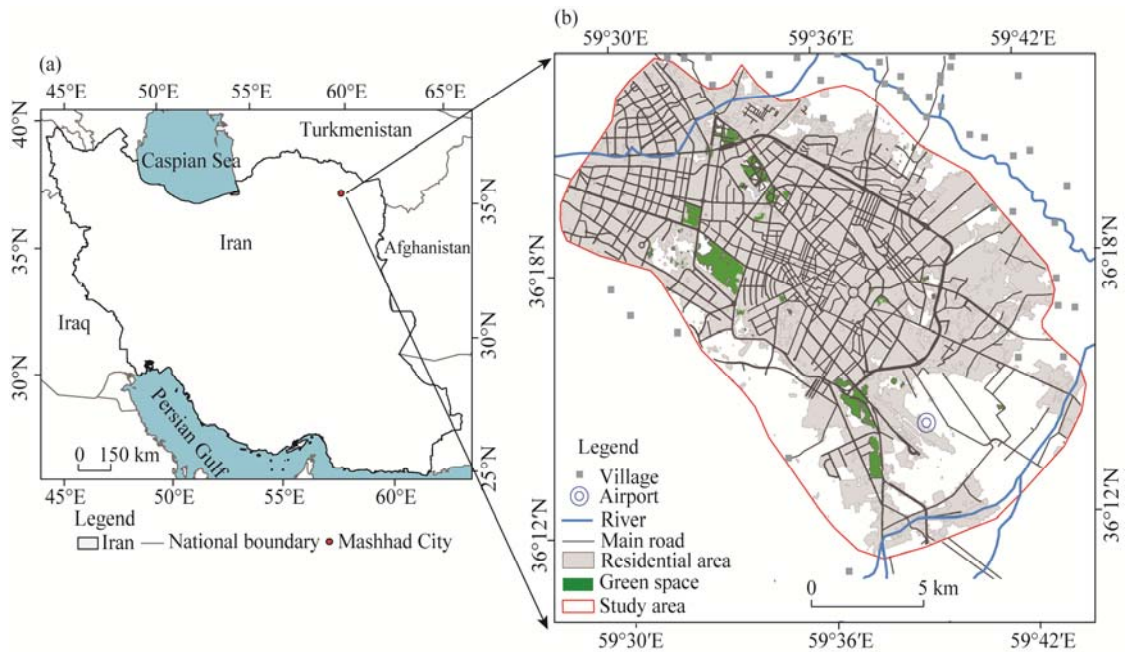 (a)
45°E 50°E 55°E 60°E 65°E
40°N
35°N
30°N
35°N
30°N
25°N
Turkmenistan
Caspian Sea
Iran
Afghanistan
Iraq
Persian Gulf
0 150 km
45°E 50°E 55°E 60°E
Legend
Iran National boundary Mashhad City
(b)
59°30′E 59°36′E 59°42′E
36°18′N
36°12′N
36°18′N
36°12′N
Legend
Village
Airport
River
Main road
Residential area
Green space
Study area
0 5 km
59°30′E 59°36′E 59°42′E